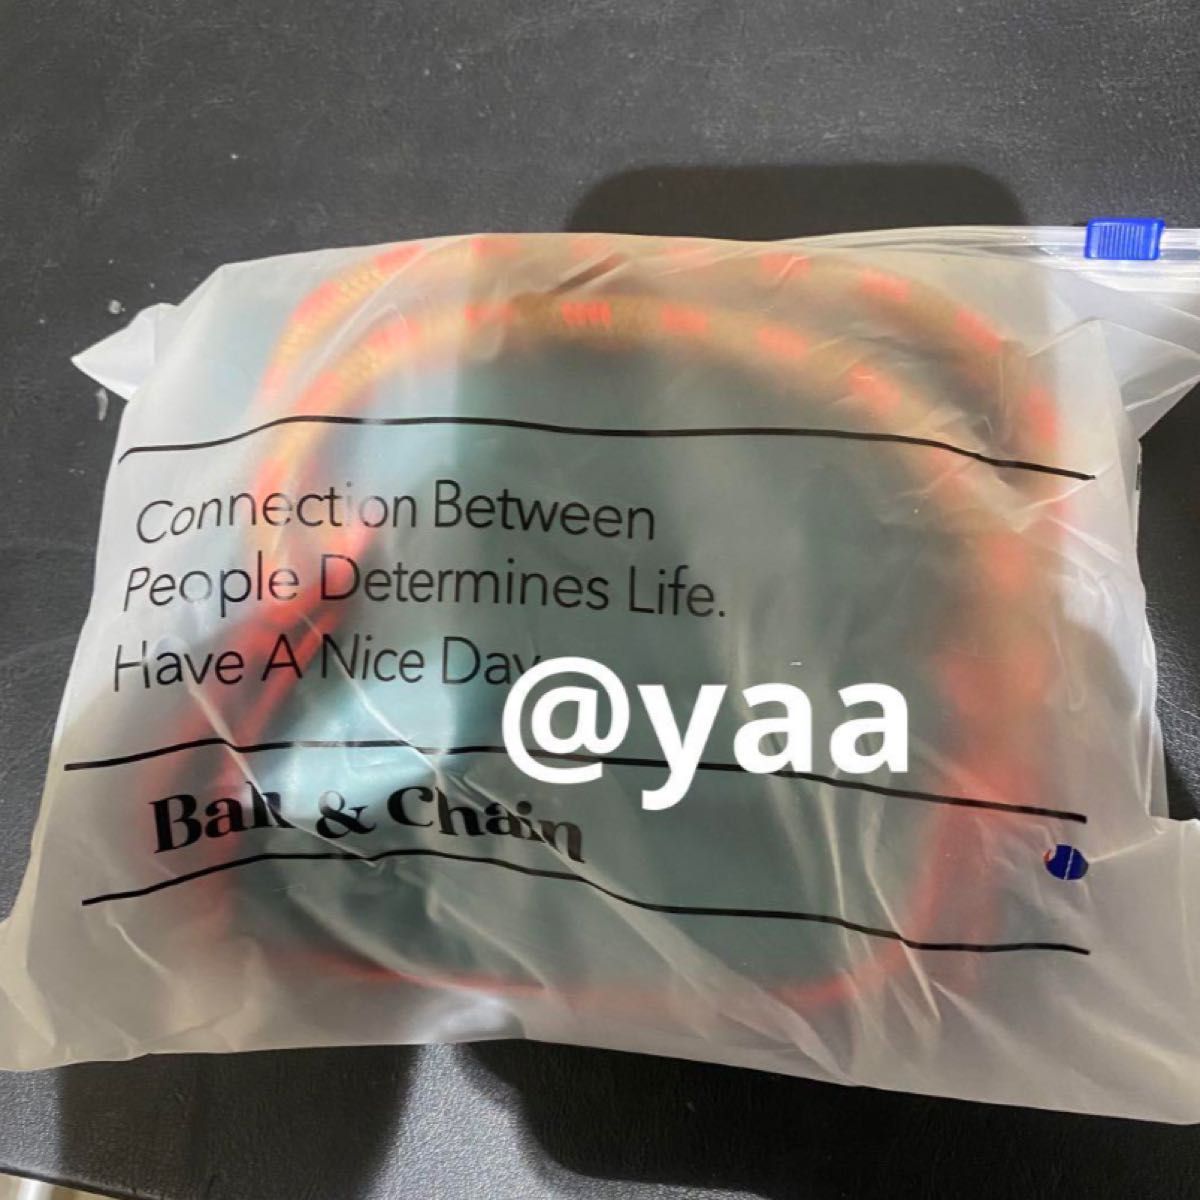 Connection Between
People Determines Life.
Have A Nice Day
@yaa
Ball & Chain